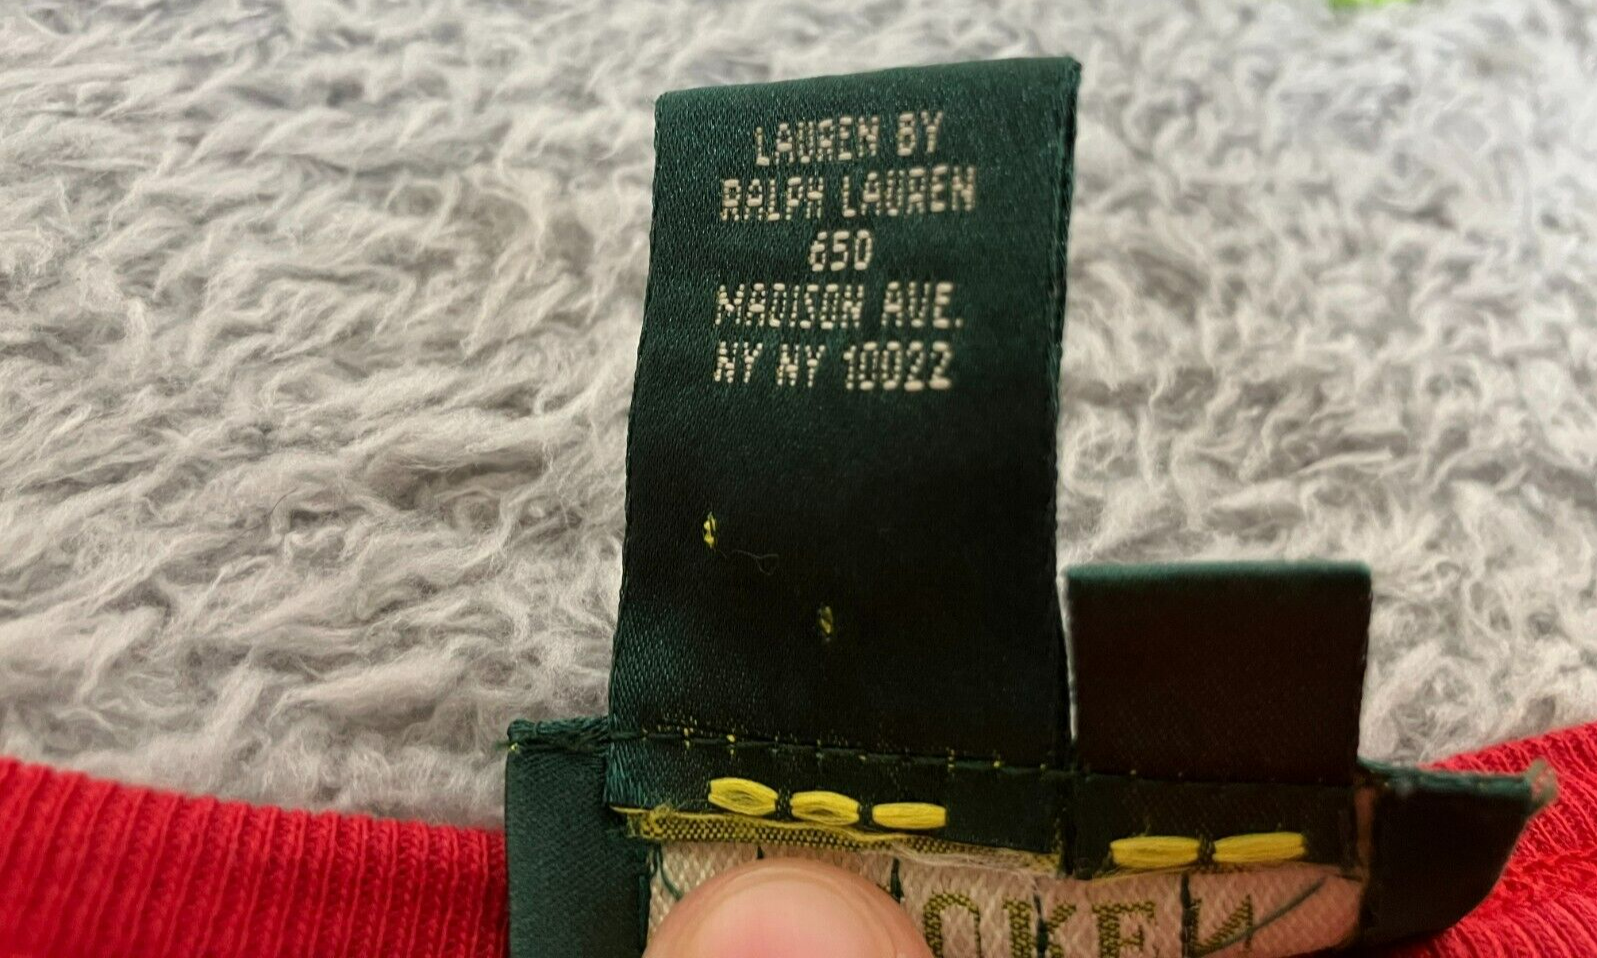 LAUREN BY
RALPH LAUREN
650
MADISON AVE.
NY NY 10022